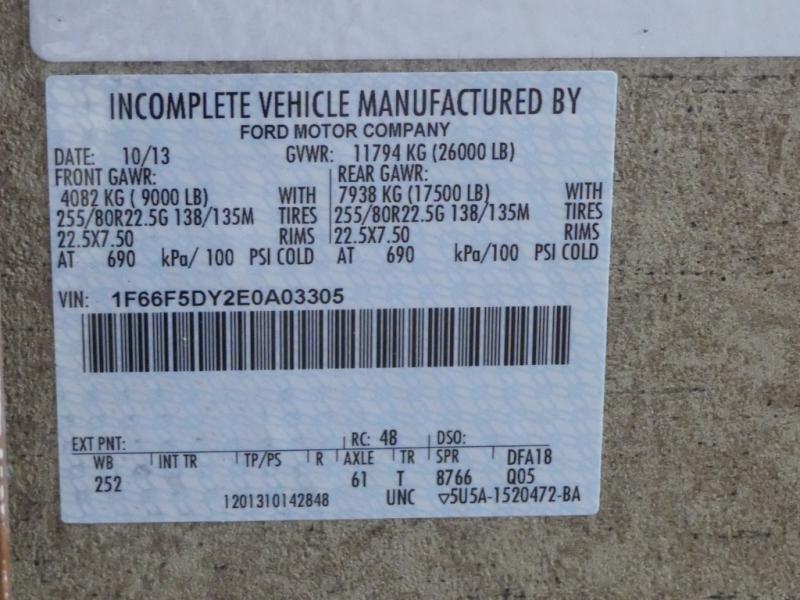 INCOMPLETE VEHICLE MANUFACTURED BY
FORD MOTOR COMPANY
DATE: 10/13 GVWR: 11794 KG (26000 LB)
FRONT GAWR: REAR GAWR:
4082 KG ( 9000 LB) WITH 7938 KG (17500 LB) WITH
255/80R22.5G 138/135M TIRES 255/80R22.5G 138/135M TIRES
22.5X7.50 RIMS 22.5X7.50 RIMS
AT 690 kPa/ 100 PSI COLD AT 690 kPa/100 PSI COLD
VIN: 1F66F5DY2E0A03305
EXT PNT: RC: 48 DSO:
WB INT TR TP/PS R AXLE TR SPR DFA18
252 61 T 8766 Q05
1201310142848 UNC ▽5U5A-1520472-BA